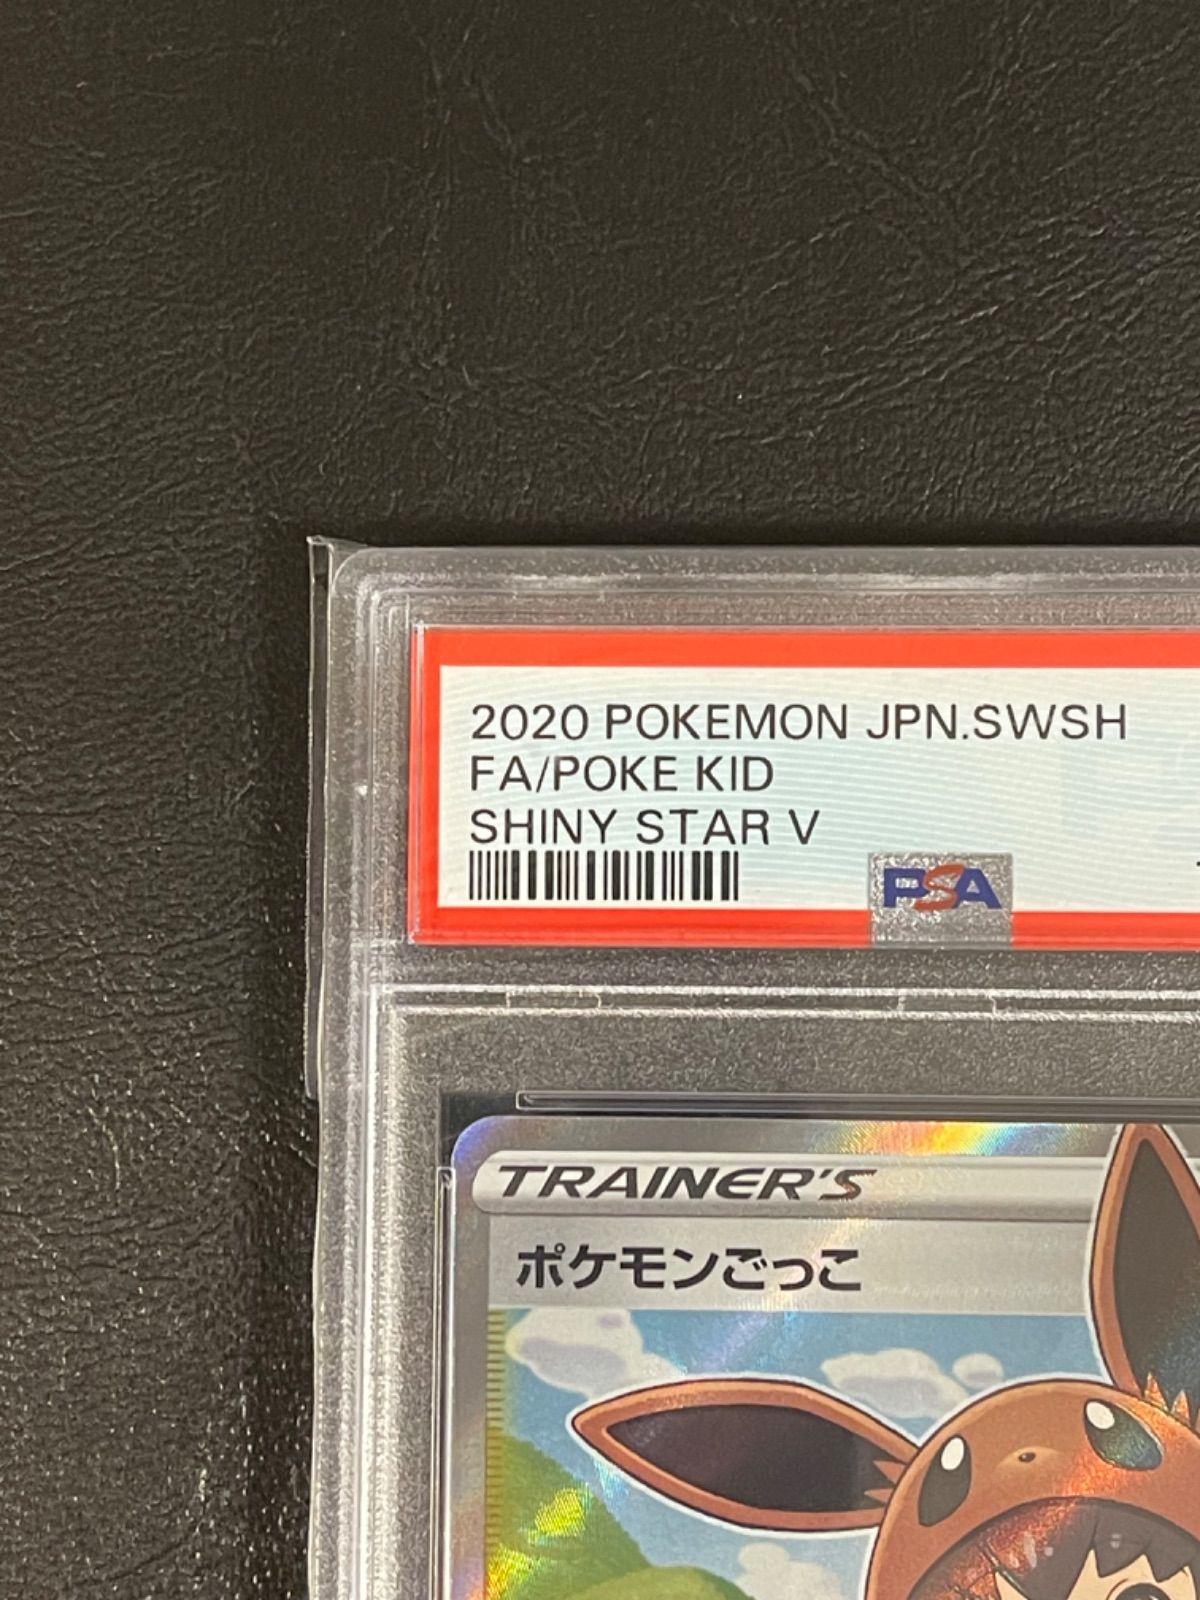 2020 POKEMON JPN.SWSH
FA/POKE KID
SHINY STAR V
PSA
TRAINER'S
ポケモンごっこ